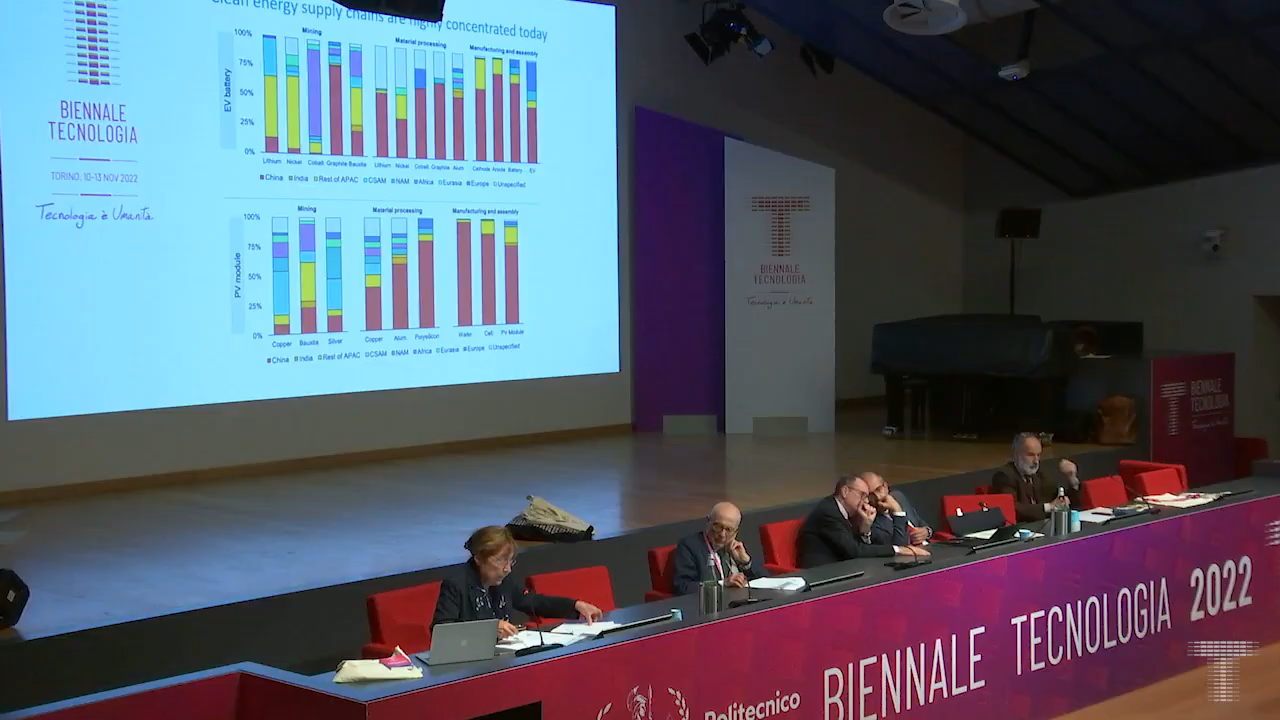 clean energy supply chains are highly concentrated today
BIENNALE
TECNOLOGIA
TORINO, 10-13 NOV 2022
Tecnologia è Umanità
EV battery
100%
75%
50%
25%
0%
Mining
Material processing
Manufacturing and assembly
Lithium Nickel Cobalt Graphite Bauxite Lithium Nickel Cobalt Graphite Alum Cathode Anode Battery EV
China India Rest of APAC CSAM NAM Africa Eurasia Europe Unspecified
PV module
100%
75%
50%
25%
0%
Mining
Material processing
Manufacturing and assembly
Copper Bauxite Silver Copper Alum. Polysilicon Wafer Cell PV Module
China India Rest of APAC CSAM NAM Africa Eurasia Europe Unspecified
BIENNALE
TECNOLOGIA
Tecnologia è Umanità
BIENNALE
TECNOLOGIA
Tecnologia è Umanità
Politecnico
BIENNALE TECNOLOGIA 2022